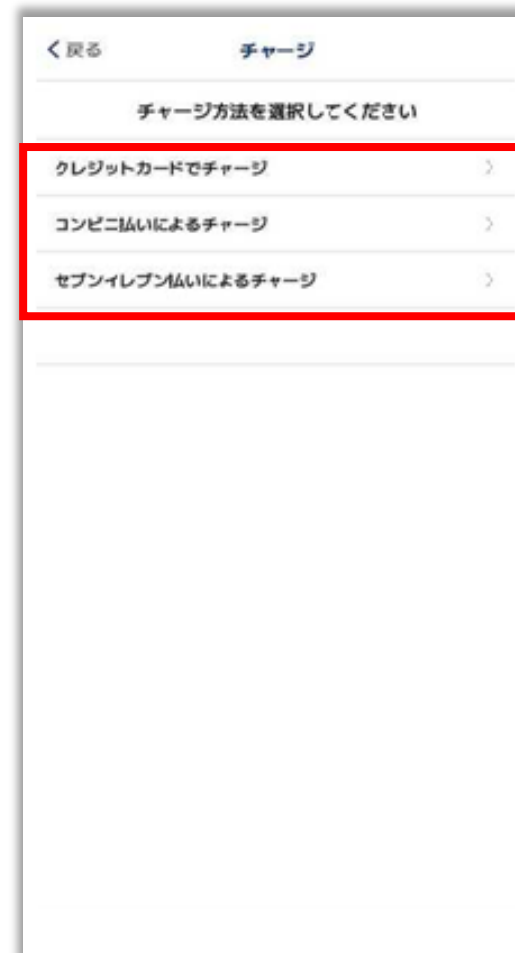 戻る チャージ
チャージ方法を選択してください
クレジットカードでチャージ
コンビニ払いによるチャージ
セブンイレブン払いによるチャージ